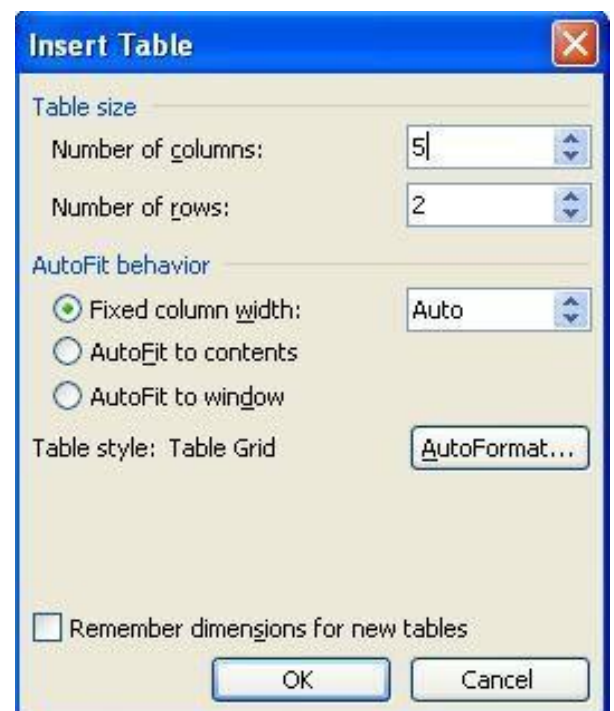 Insert Table
Table size
Number of columns: 5
Number of rows: 2
AutoFit behavior
Fixed column width: Auto
AutoFit to contents
AutoFit to window
Table style: Table Grid AutoFormat...
Remember dimensions for new tables
OK Cancel